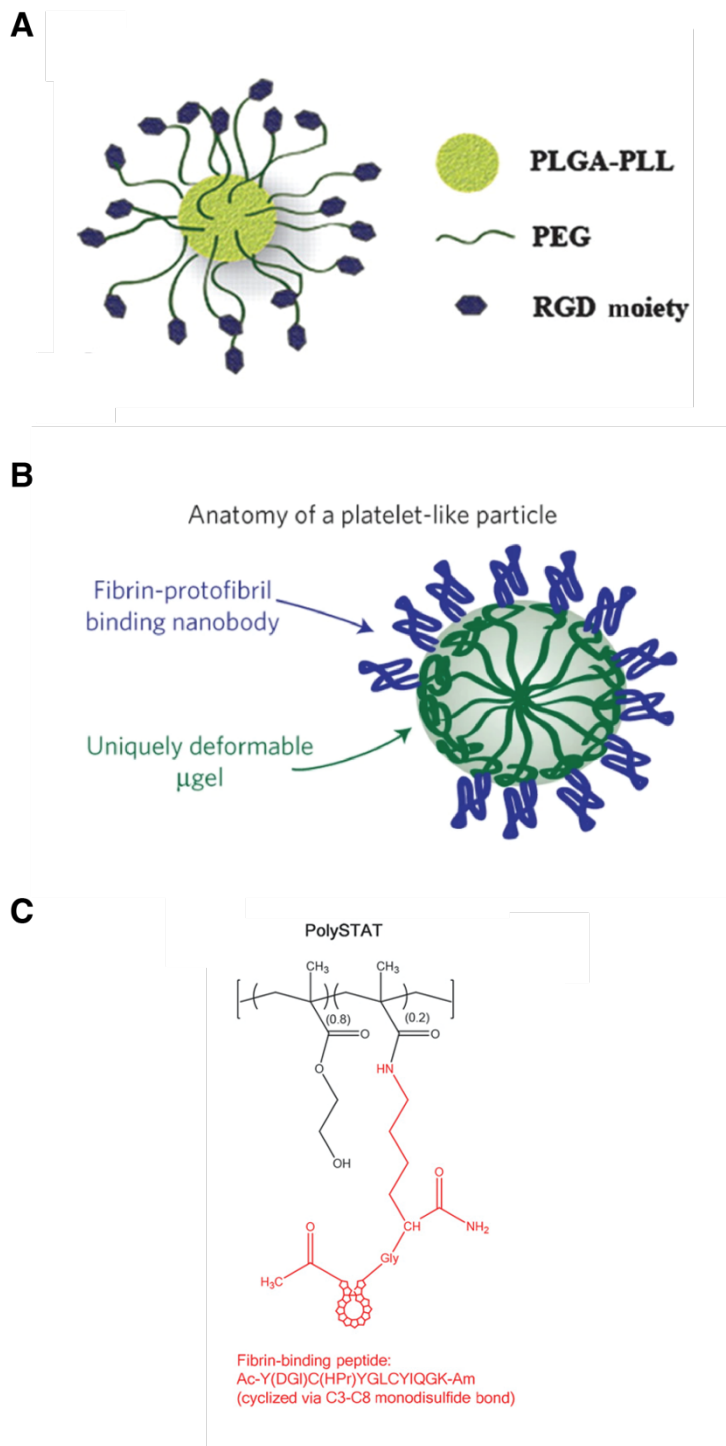 A
PLGA-PLL
PEG
RGD moiety
B
Anatomy of a platelet-like particle
Fibrin-protofibril
binding nanobody
Uniquely deformable
µgel
C
PolySTAT
CH₃ CH₃
(0.8) (0.2)
O O
O HN
OH
O
CH NH₂
O Gly
H₃C
Fibrin-binding peptide:
Ac-Y(DGl)C(HPr)YGLCYIQGK-Am
(cyclized via C3-C8 monodisulfide bond)